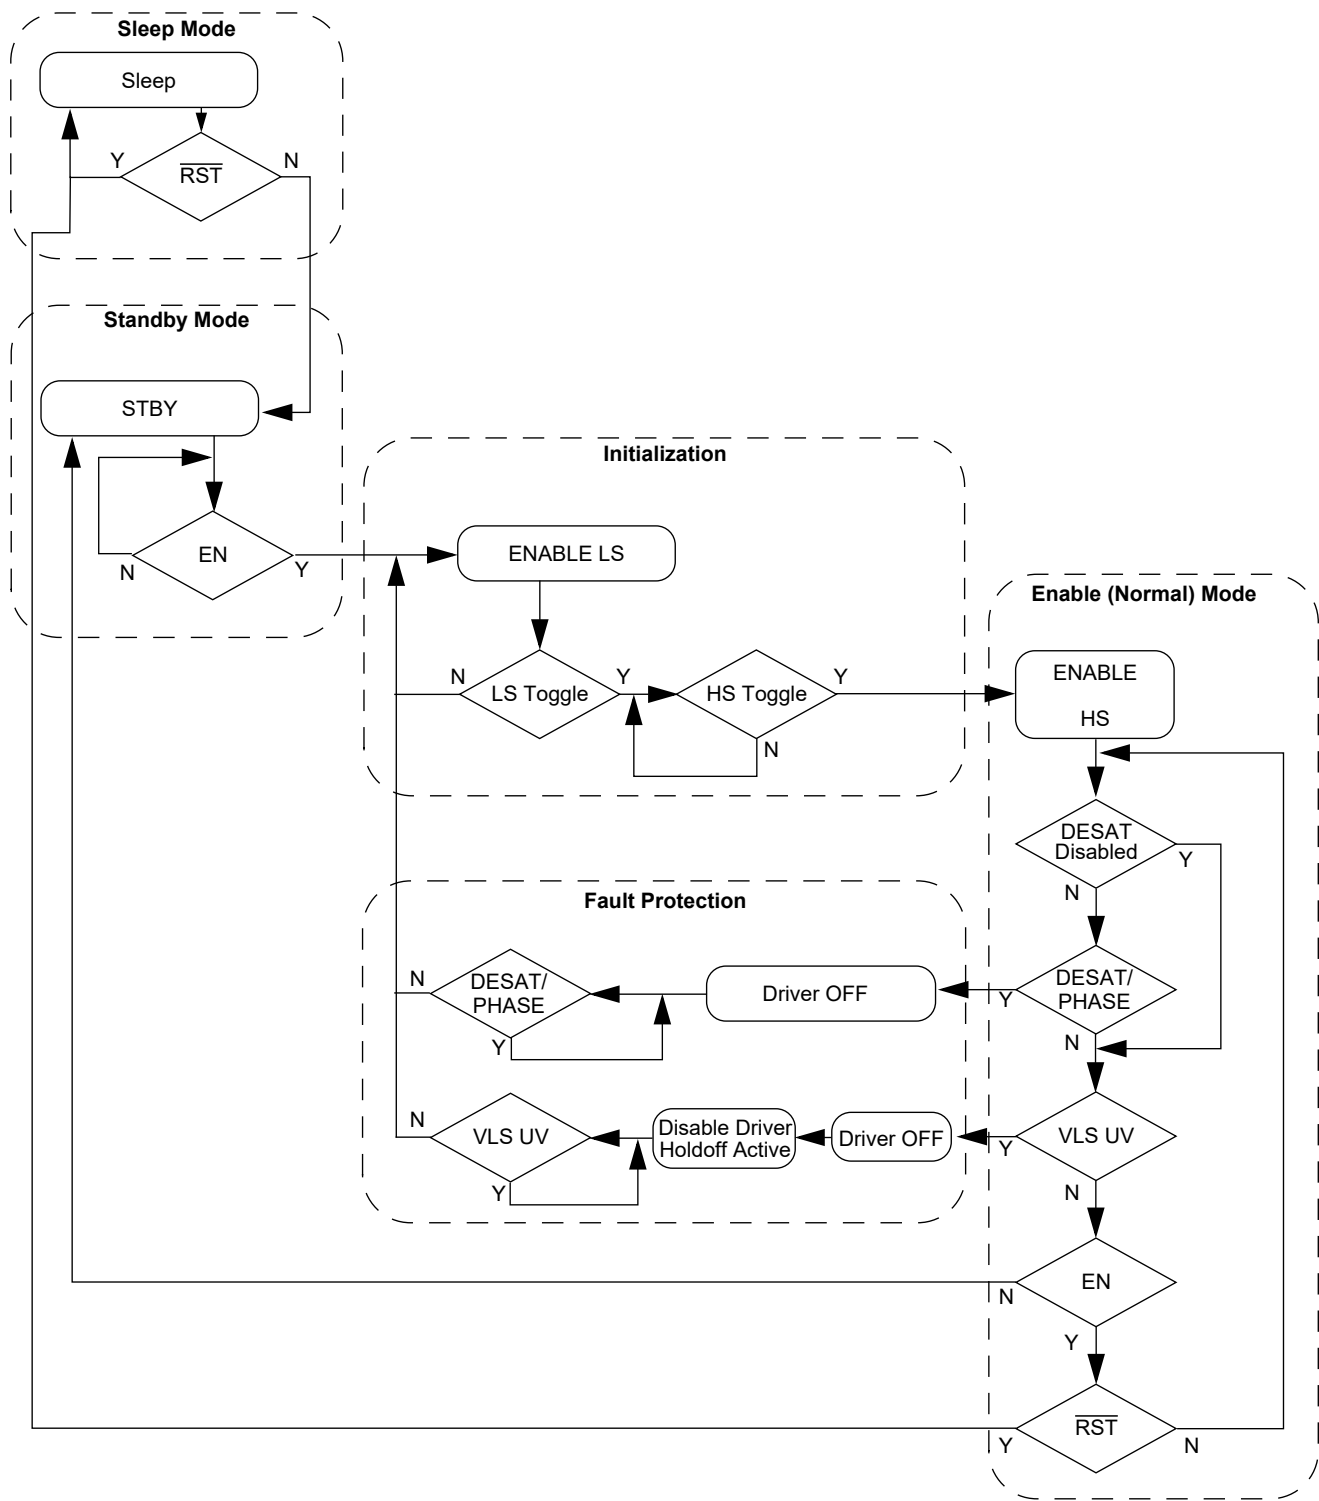 Sleep Mode
Sleep
Y
R̅S̅T̅
N
Standby Mode
STBY
EN
N
Y
Initialization
ENABLE LS
N
LS Toggle
Y
HS Toggle
Y
N
Enable (Normal) Mode
ENABLE
HS
DESAT
Disabled
Y
N
Fault Protection
N
DESAT/
PHASE
Y
Driver OFF
Y
DESAT/
PHASE
N
N
VLS UV
Y
Disable Driver
Holdoff Active
Driver OFF
Y
VLS UV
N
EN
N
Y
R̅S̅T̅
Y
N